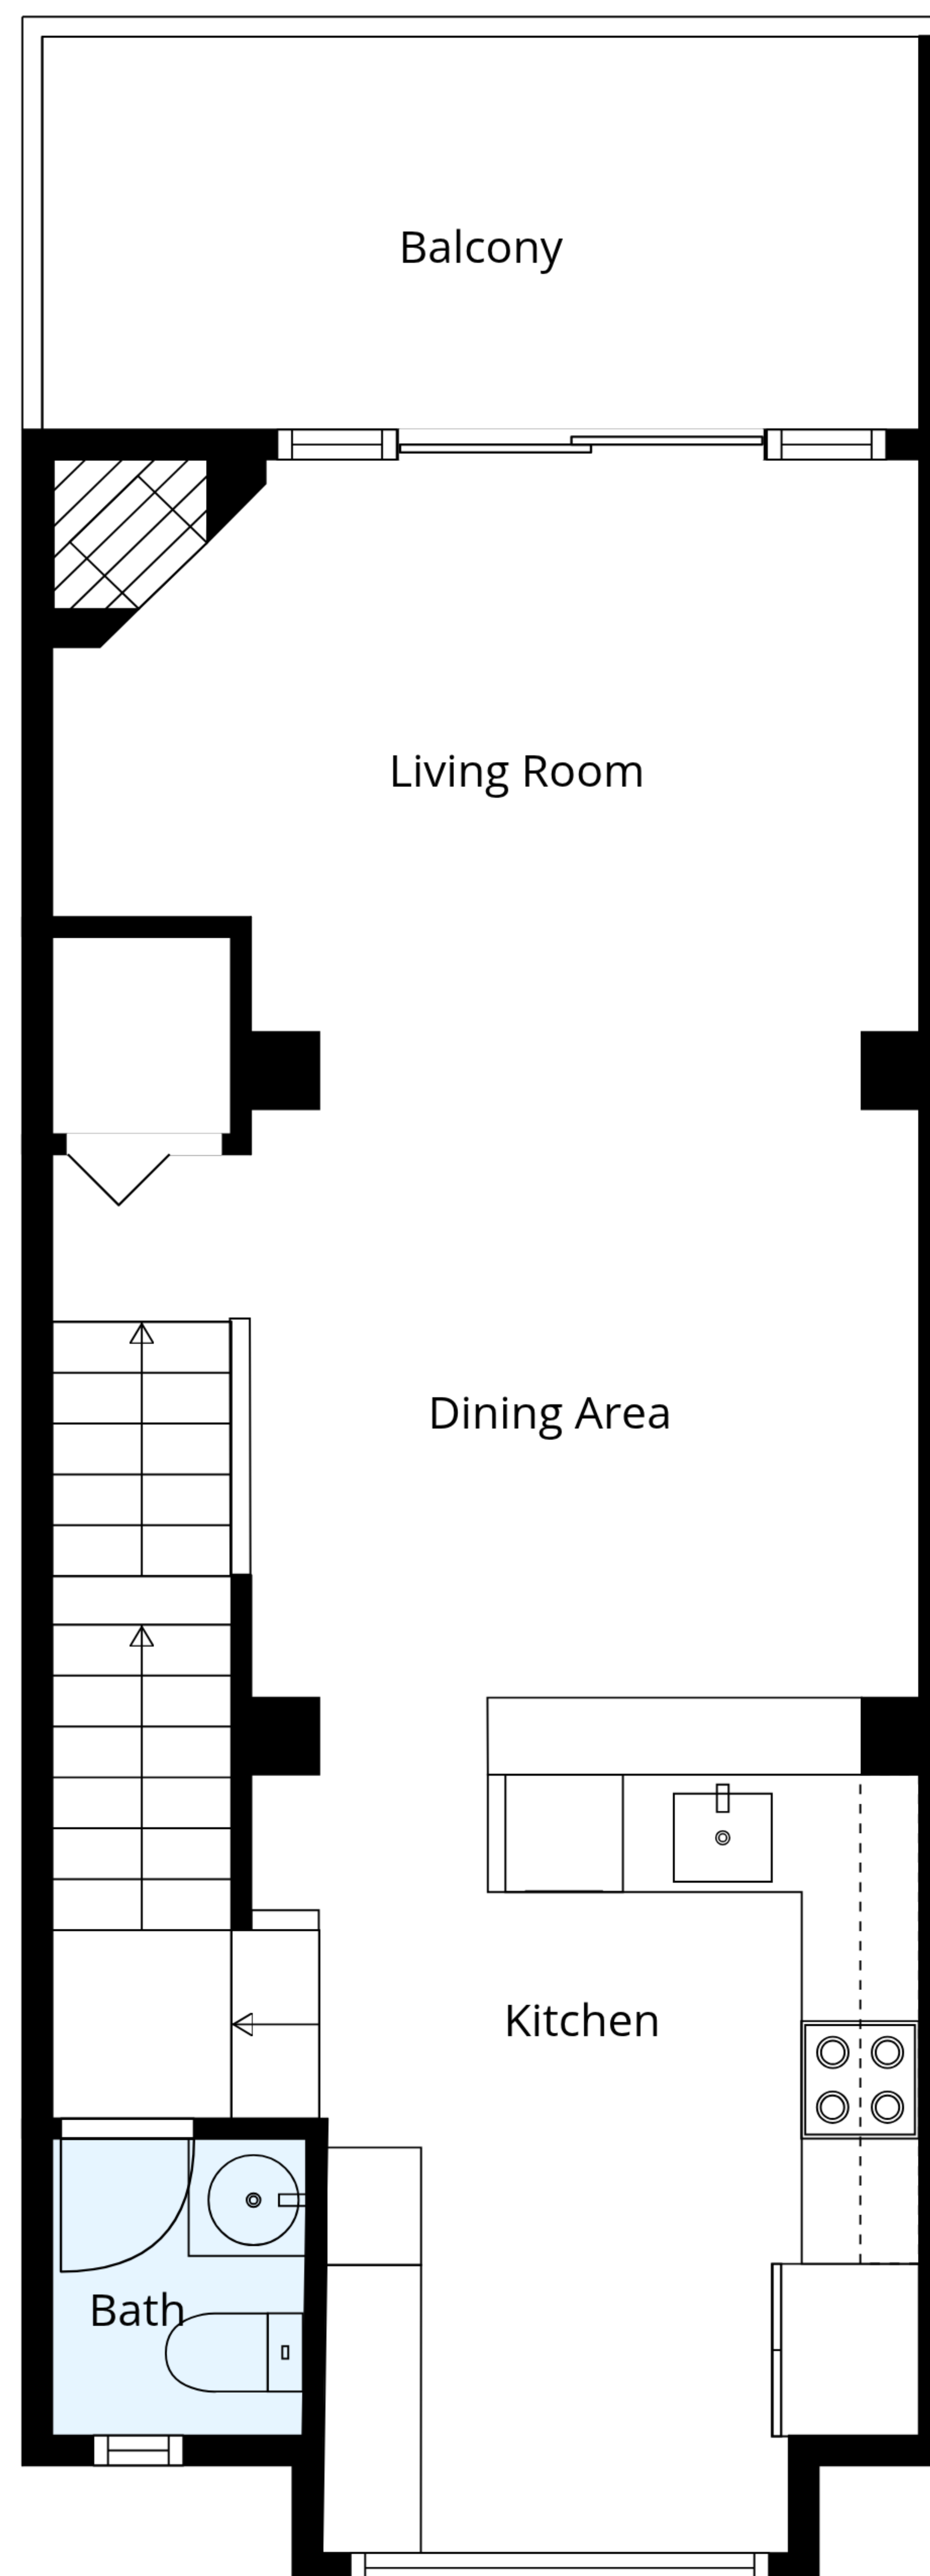 Balcony
Living Room
Dining Area
Kitchen
Bath